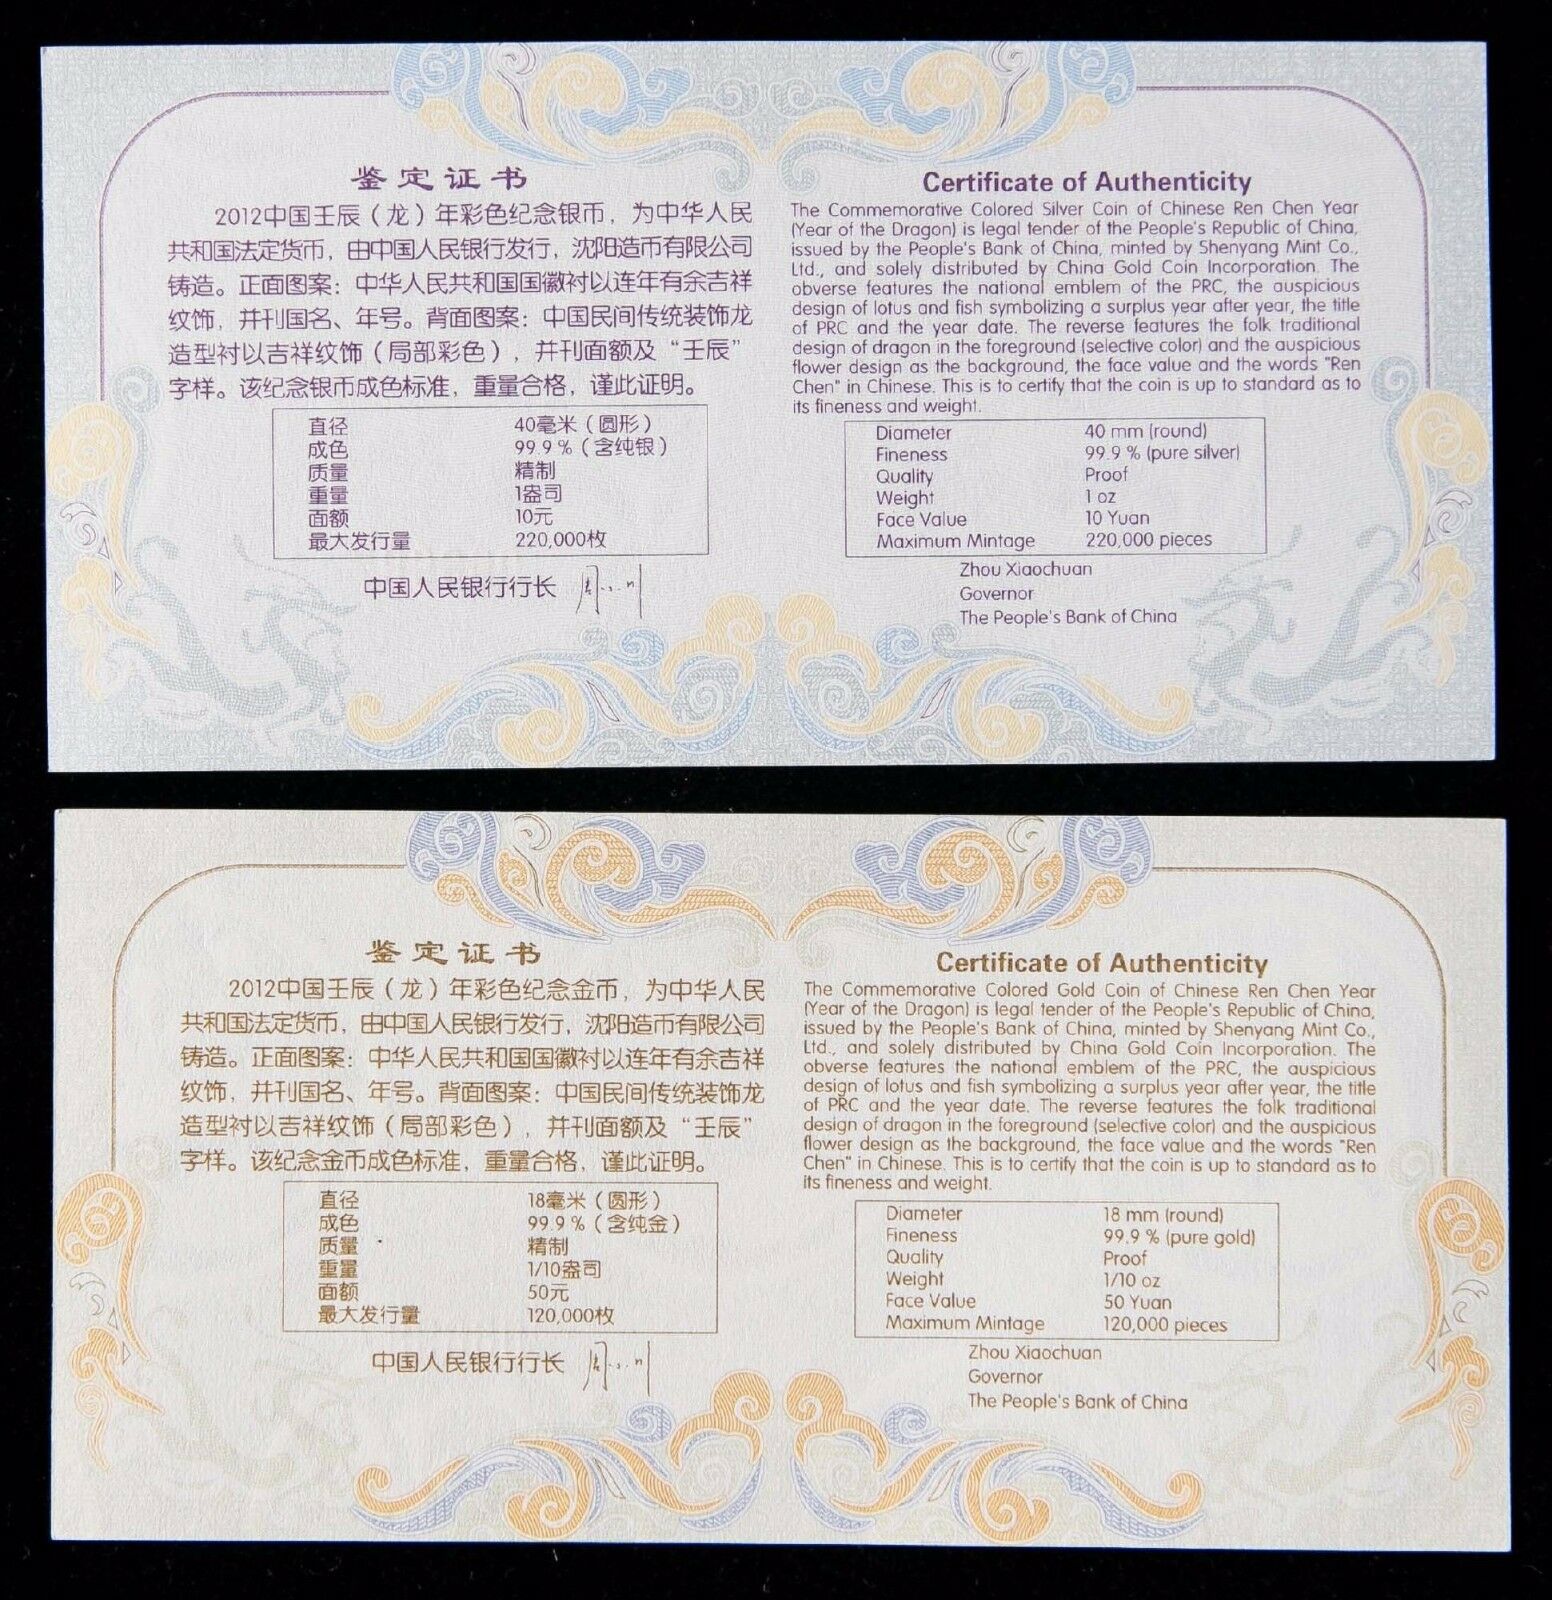 鉴定证书
2012中国壬辰（龙）年彩色纪念银币，为中华人民
共和国法定货币，由中国人民银行发行，沈阳造币有限公司
铸造。正面图案：中华人民共和国国徽衬以连年有余吉祥
纹饰，并刊国名、年号。背面图案：中国民间传统装饰龙
造型衬以吉祥纹饰（局部彩色），并刊面额及“壬辰”
字样。该纪念银币成色标准，重量合格，谨此证明。
直径 40毫米（圆形）
成色 99.9%（含纯银）
质量 精制
重量 1盎司
面额 10元
最大发行量 220,000枚
中国人民银行行长 周小川
Certificate of Authenticity
The Commemorative Colored Silver Coin of Chinese Ren Chen Year
(Year of the Dragon) is legal tender of the People's Republic of China,
issued by the People's Bank of China, minted by Shenyang Mint Co.,
Ltd., and solely distributed by China Gold Coin Incorporation. The
obverse features the national emblem of the PRC, the auspicious
design of lotus and fish symbolizing a surplus year after year, the title
of PRC and the year date. The reverse features the folk traditional
design of dragon in the foreground (selective color) and the auspicious
flower design as the background, the face value and the words "Ren
Chen" in Chinese. This is to certify that the coin is up to standard as to
its fineness and weight.
Diameter 40 mm (round)
Fineness 99.9 % (pure silver)
Quality Proof
Weight 1 oz
Face Value 10 Yuan
Maximum Mintage 220,000 pieces
Zhou Xiaochuan
Governor
The People's Bank of China
鉴定证书
2012中国壬辰（龙）年彩色纪念金币，为中华人民
共和国法定货币，由中国人民银行发行，沈阳造币有限公司
铸造。正面图案：中华人民共和国国徽衬以连年有余吉祥
纹饰，并刊国名、年号。背面图案：中国民间传统装饰龙
造型衬以吉祥纹饰（局部彩色），并刊面额及“壬辰”
字样。该纪念金币成色标准，重量合格，谨此证明。
直径 18毫米（圆形）
成色 99.9%（含纯金）
质量 精制
重量 1/10盎司
面额 50元
最大发行量 120,000枚
中国人民银行行长 周小川
Certificate of Authenticity
The Commemorative Colored Gold Coin of Chinese Ren Chen Year
(Year of the Dragon) is legal tender of the People's Republic of China,
issued by the People's Bank of China, minted by Shenyang Mint Co.,
Ltd., and solely distributed by China Gold Coin Incorporation. The
obverse features the national emblem of the PRC, the auspicious
design of lotus and fish symbolizing a surplus year after year, the title
of PRC and the year date. The reverse features the folk traditional
design of dragon in the foreground (selective color) and the auspicious
flower design as the background, the face value and the words "Ren
Chen" in Chinese. This is to certify that the coin is up to standard as to
its fineness and weight.
Diameter 18 mm (round)
Fineness 99.9 % (pure gold)
Quality Proof
Weight 1/10 oz
Face Value 50 Yuan
Maximum Mintage 120,000 pieces
Zhou Xiaochuan
Governor
The People's Bank of China